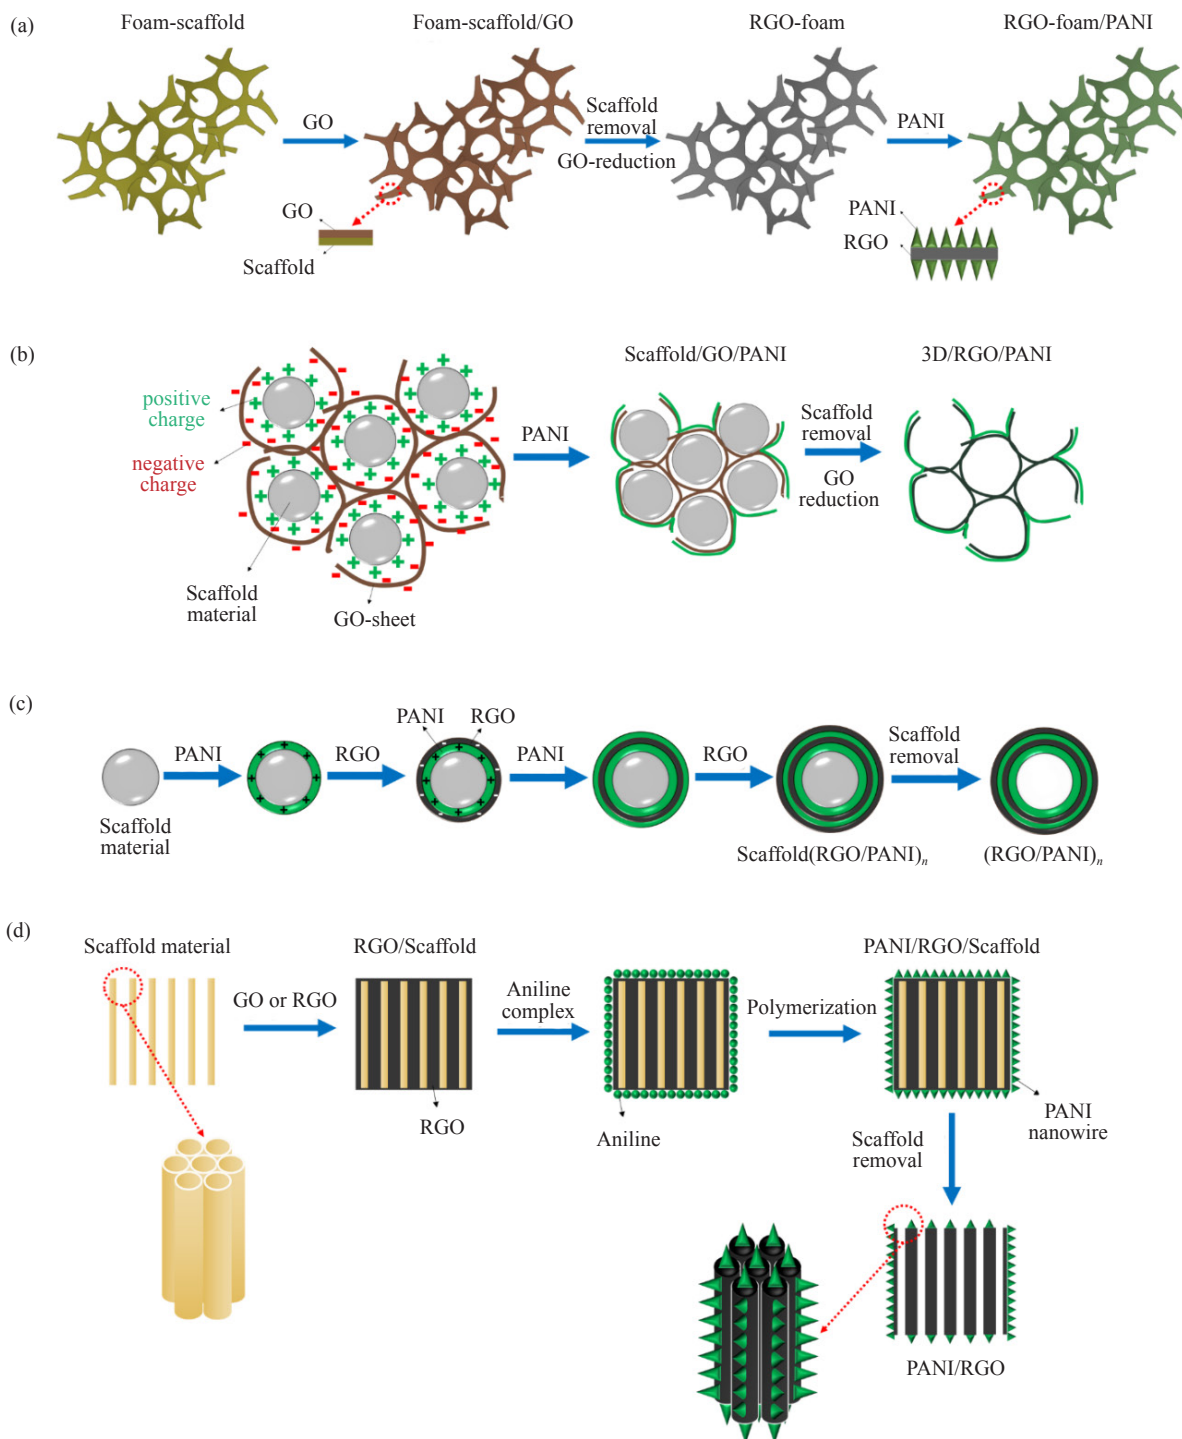 (a)
Foam-scaffold
Foam-scaffold/GO
RGO-foam
RGO-foam/PANI
GO
Scaffold
removal
GO-reduction
PANI
GO
Scaffold
PANI
RGO
(b)
Scaffold/GO/PANI
3D/RGO/PANI
positive
charge
negative
charge
PANI
Scaffold
removal
GO
reduction
Scaffold
material
GO-sheet
(c)
PANI
RGO
PANI
RGO
PANI
RGO
Scaffold
removal
Scaffold
material
Scaffold(RGO/PANI)n
(RGO/PANI)n
(d)
Scaffold material
RGO/Scaffold
PANI/RGO/Scaffold
GO or RGO
Aniline
complex
Polymerization
RGO
Aniline
PANI
nanowire
Scaffold
removal
PANI/RGO